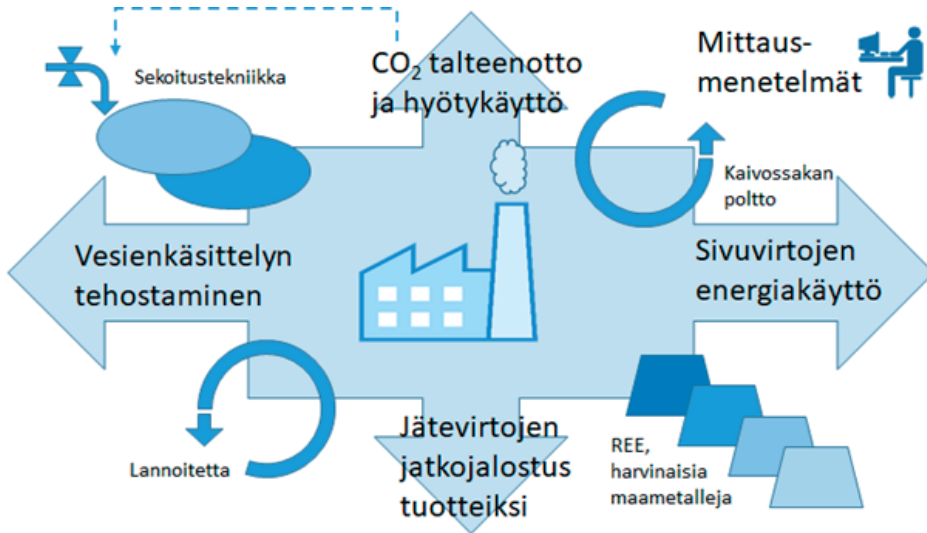 Sekoitustekniikka
CO₂ talteenotto
ja hyötykäyttö
Mittaus-
menetelmät
Kaivossakan
poltto
Vesienkäsittelyn
tehostaminen
Sivuvirtojen
energiakäyttö
Lannoitetta
Jätevirtojen
jatkojalostus
tuotteiksi
REE,
harvinaisia
maametalleja